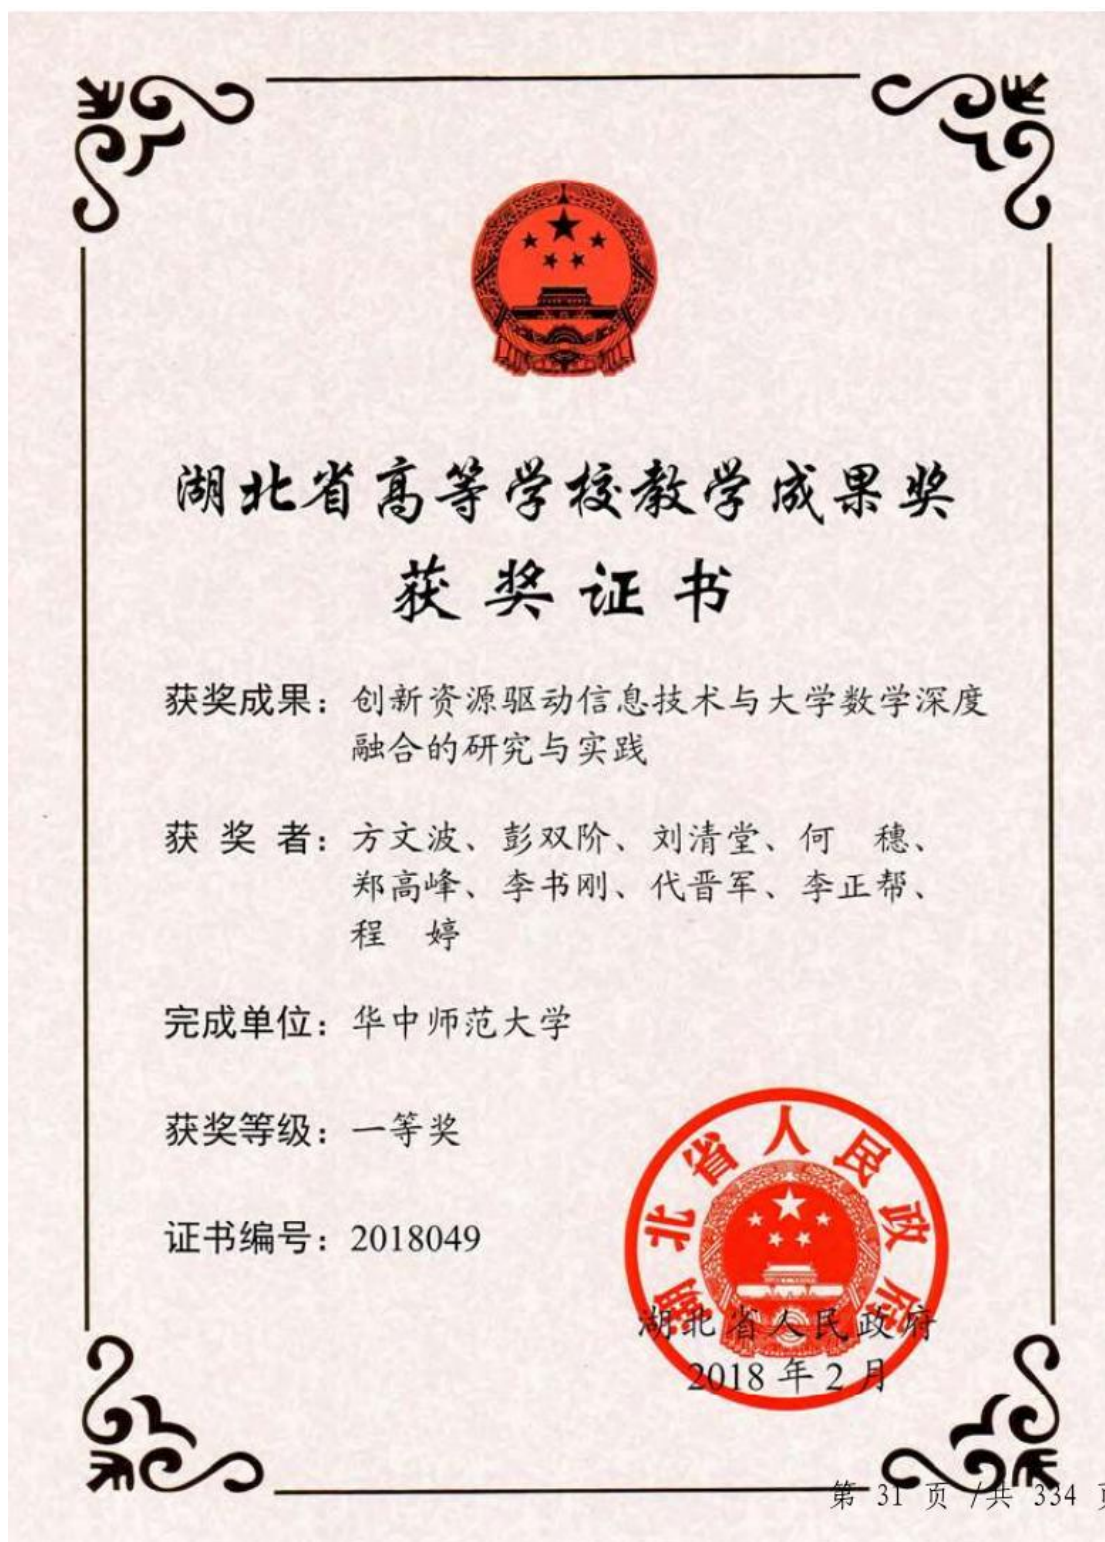 湖北省高等学校教学成果奖
获奖证书
获奖成果：创新资源驱动信息技术与大学数学深度
融合的研究与实践
获奖者：方文波、彭双阶、刘清堂、何　穗、
郑高峰、李书刚、代晋军、李正帮、
程　婷
完成单位：华中师范大学
获奖等级：一等奖
证书编号：2018049
湖北省人民政府
湖北省人民政府
2018 年 2 月
第 31 页 /共 334 页